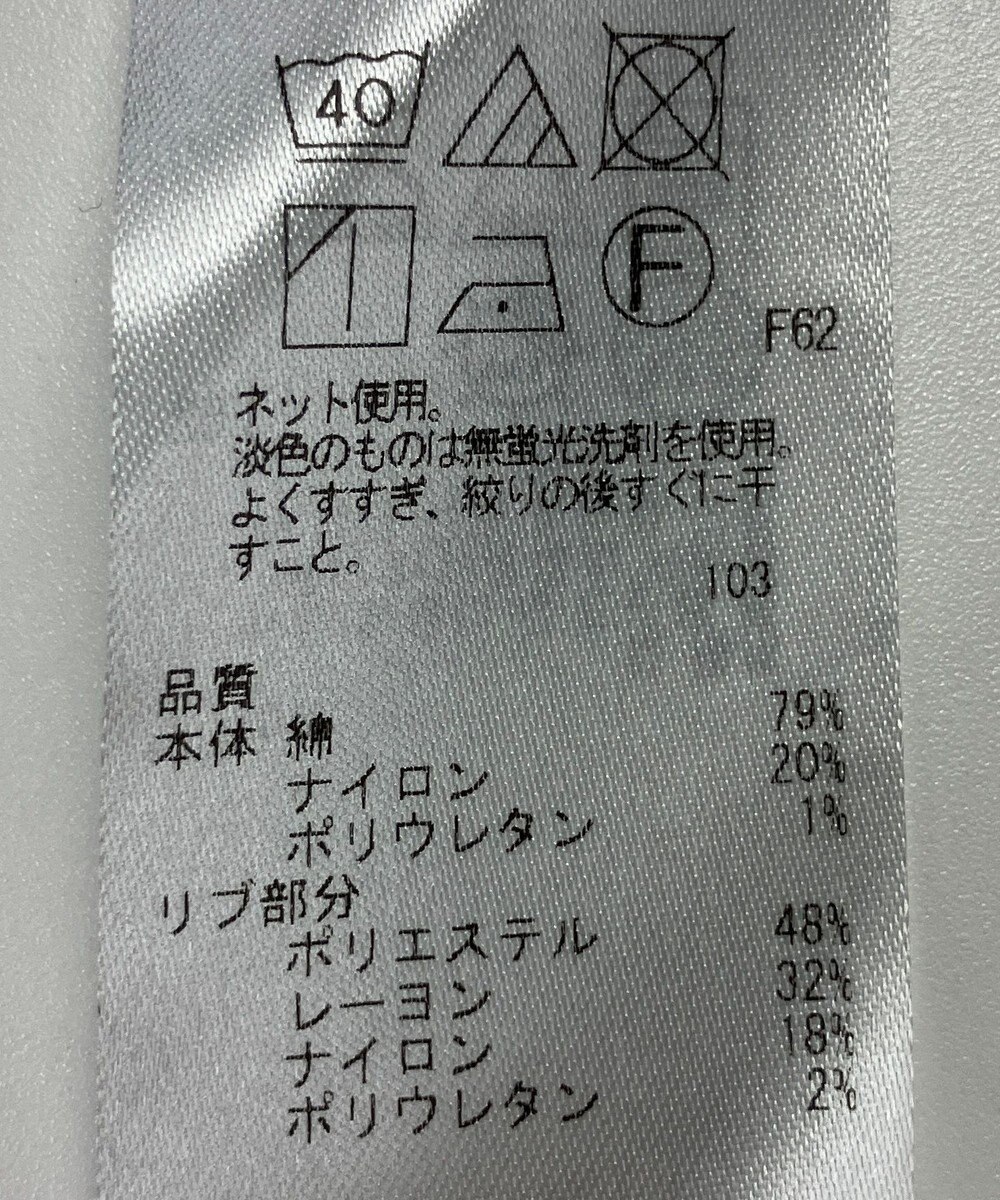 40
F
F62
ネット使用。
淡色のものは無蛍光洗剤を使用。
よくすすぎ、絞りの後すぐに干
すこと。
103
品質
本体 綿 79%
ナイロン 20%
ポリウレタン 1%
リブ部分
ポリエステル 48%
レーヨン 32%
ナイロン 18%
ポリウレタン 2%